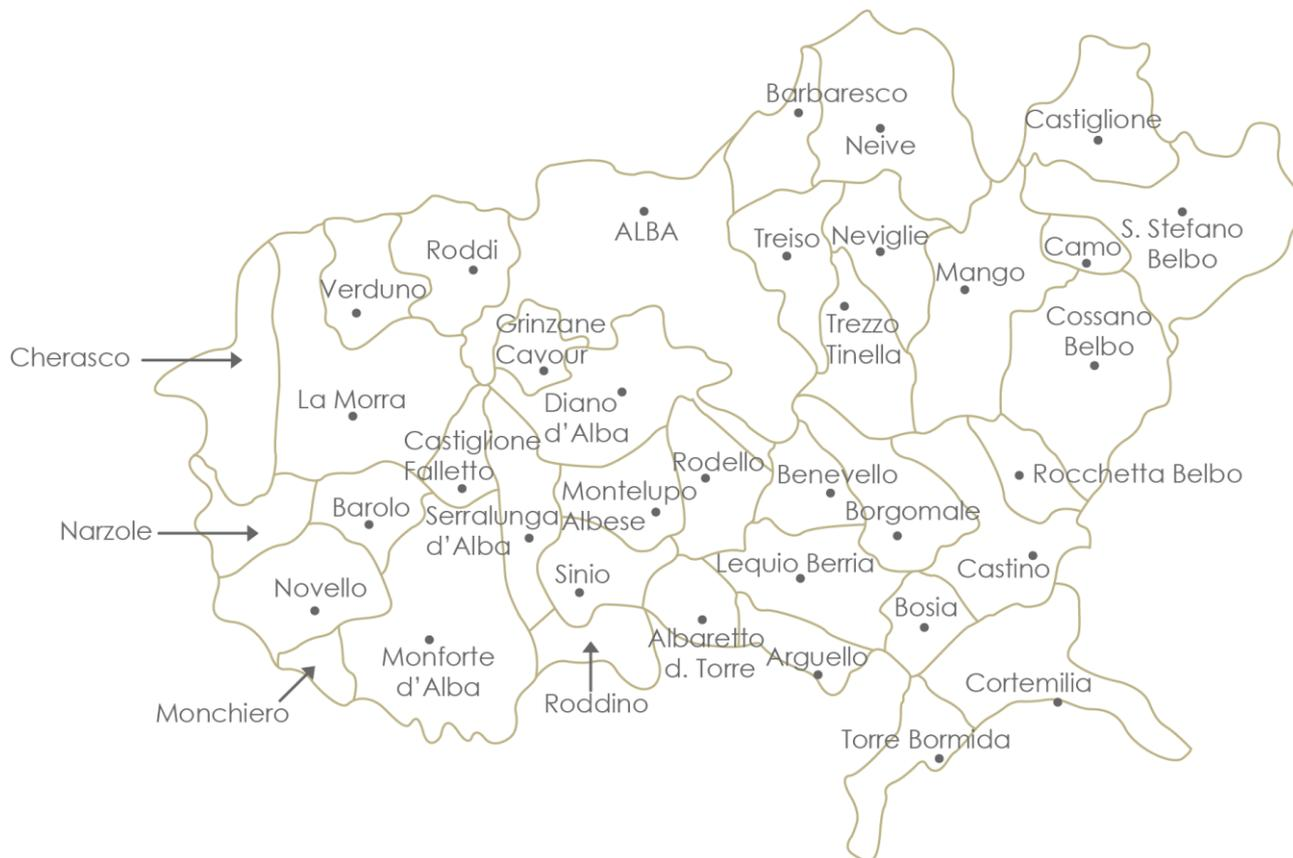 Barbaresco
Neive
Castiglione
ALBA
Treiso
Neviglie
S. Stefano
Belbo
Camo
Roddi
Mango
Verduno
Trezzo
Tinella
Grinzane
Cavour
Cossano
Belbo
Cherasco
La Morra
Diano
d'Alba
Castiglione
Falletto
Rodello
Benevello
Rocchetta Belbo
Montelupo
Albese
Barolo
Borgomale
Serralunga
d'Alba
Narzole
Lequio Berria
Castino
Sinio
Novello
Bosia
Albaretto
d. Torre
Arguello
Monforte
d'Alba
Cortemilia
Roddino
Monchiero
Torre Bormida